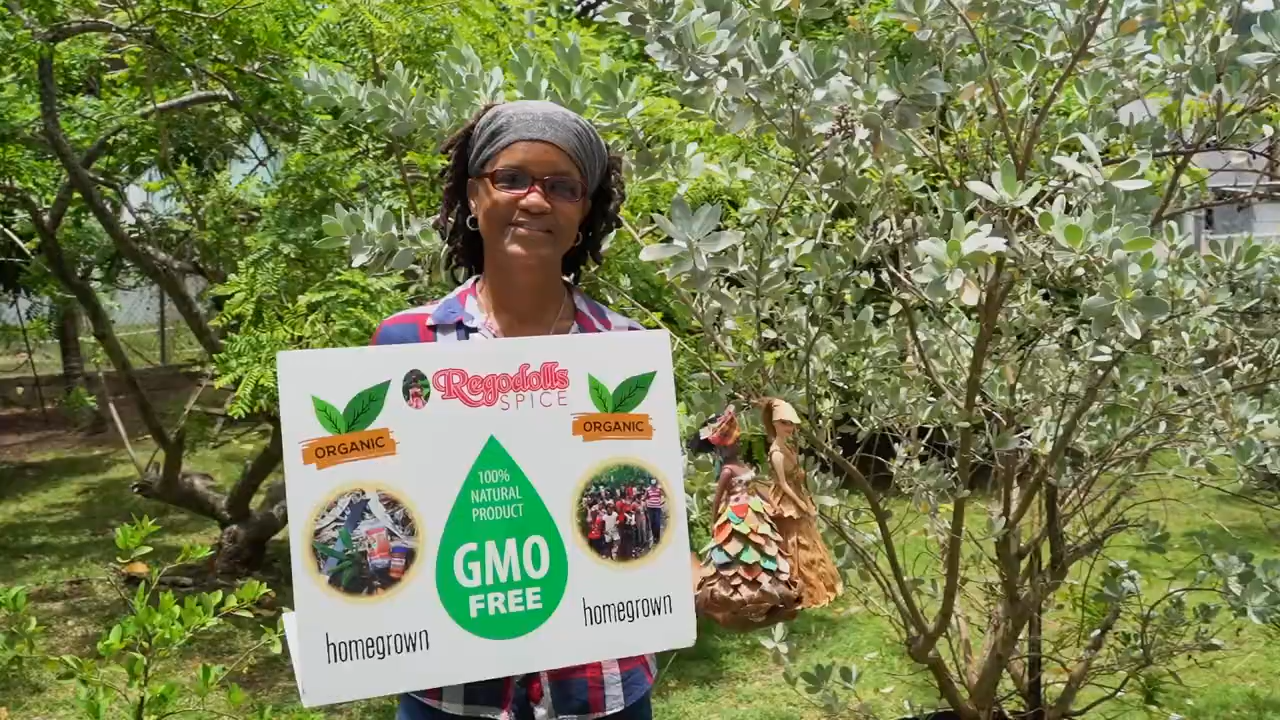 Regodolls
SPICE
ORGANIC
ORGANIC
100%
NATURAL
PRODUCT
GMO
FREE
homegrown
homegrown